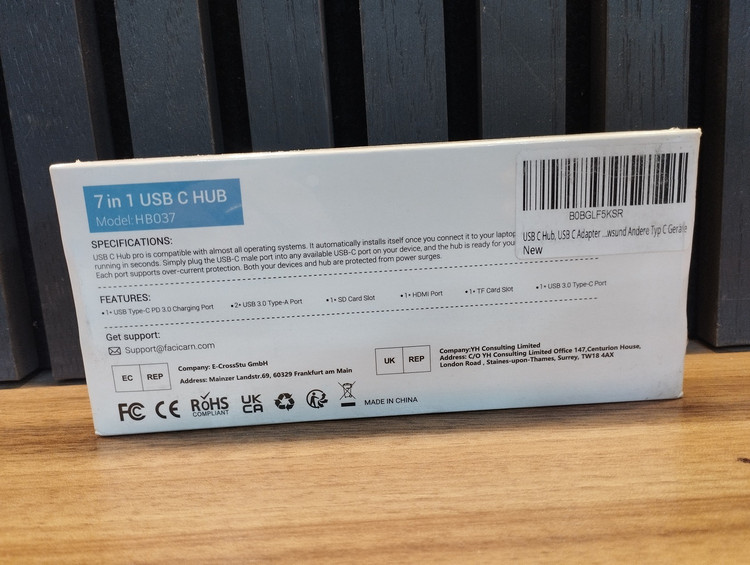 7 in 1 USB C HUB
Model: HB037
B0BGLF5KSR
USB C Hub, USB C Adapter ...wsund Andere Typ C Geräte
New
SPECIFICATIONS:
USB C Hub pro is compatible with almost all operating systems. It automatically installs itself once you connect it to your laptop
running in seconds. Simply plug the USB-C male port into any available USB-C port on your device, and the hub is ready for you
Each port supports over-current protection. Both your devices and hub are protected from power surges.
FEATURES:
•1* USB Type-C PD 3.0 Charging Port •2* USB 3.0 Type-A Port •1* SD Card Slot •1* HDMI Port •1* TF Card Slot •1* USB 3.0 Type-C Port
Get support:
Support@facicarn.com
EC REP
Company: E-CrossStu GmbH
Address: Mainzer Landstr.69, 60329 Frankfurt am Main
UK REP
Company:YH Consulting Limited
Address: C/O YH Consulting Limited Office 147,Centurion House,
London Road , Staines-upon-Thames, Surrey, TW18 4AX
FC CE RoHS COMPLIANT UK CA MADE IN CHINA